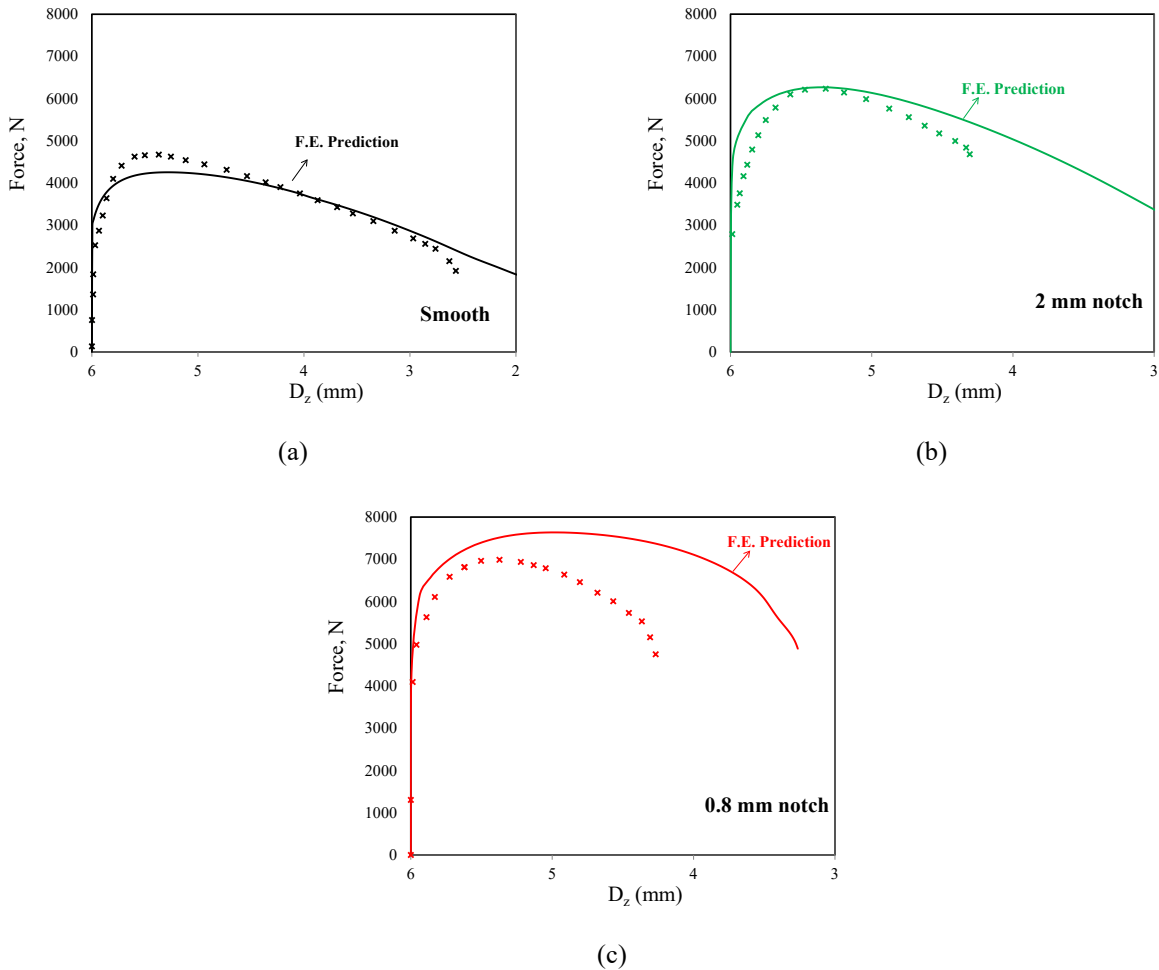 8000
7000
6000
5000
4000
3000
2000
1000
0
Force, N
F.E. Prediction
Smooth
6 5 4 3 2
D_z (mm)
(a)
8000
7000
6000
5000
4000
3000
2000
1000
0
Force, N
F.E. Prediction
2 mm notch
6 5 4 3
D_z (mm)
(b)
8000
7000
6000
5000
4000
3000
2000
1000
0
Force, N
F.E. Prediction
0.8 mm notch
6 5 4 3
D_z (mm)
(c)